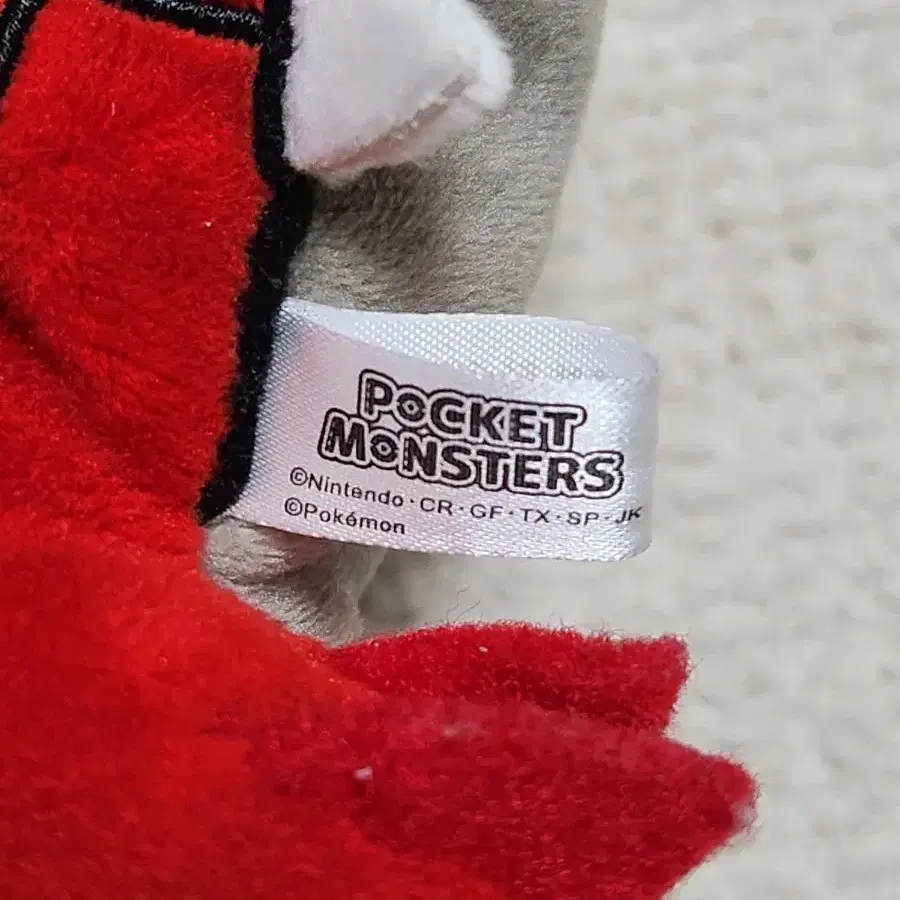 POCKET
MONSTERS
©Nintendo・CR・GF・TX・SP・JK
©Pokémon